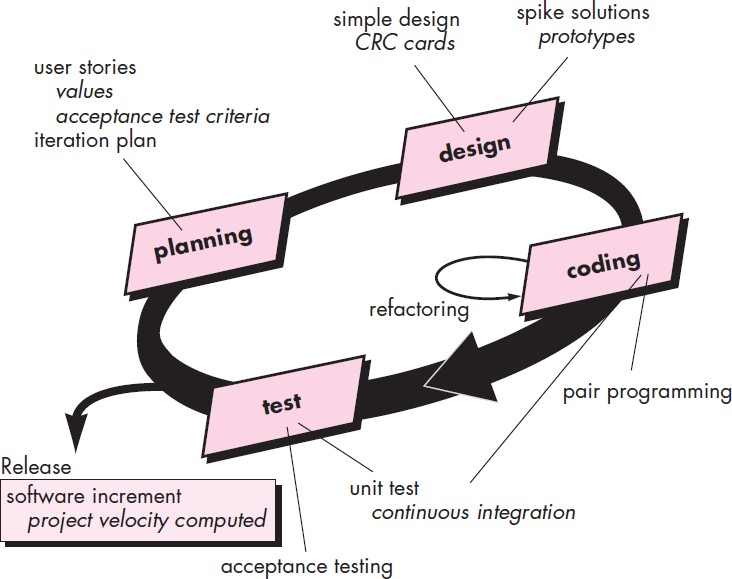 simple design
CRC cards
spike solutions
prototypes
user stories
values
acceptance test criteria
iteration plan
design
planning
coding
refactoring
test
pair programming
Release
software increment
project velocity computed
unit test
continuous integration
acceptance testing